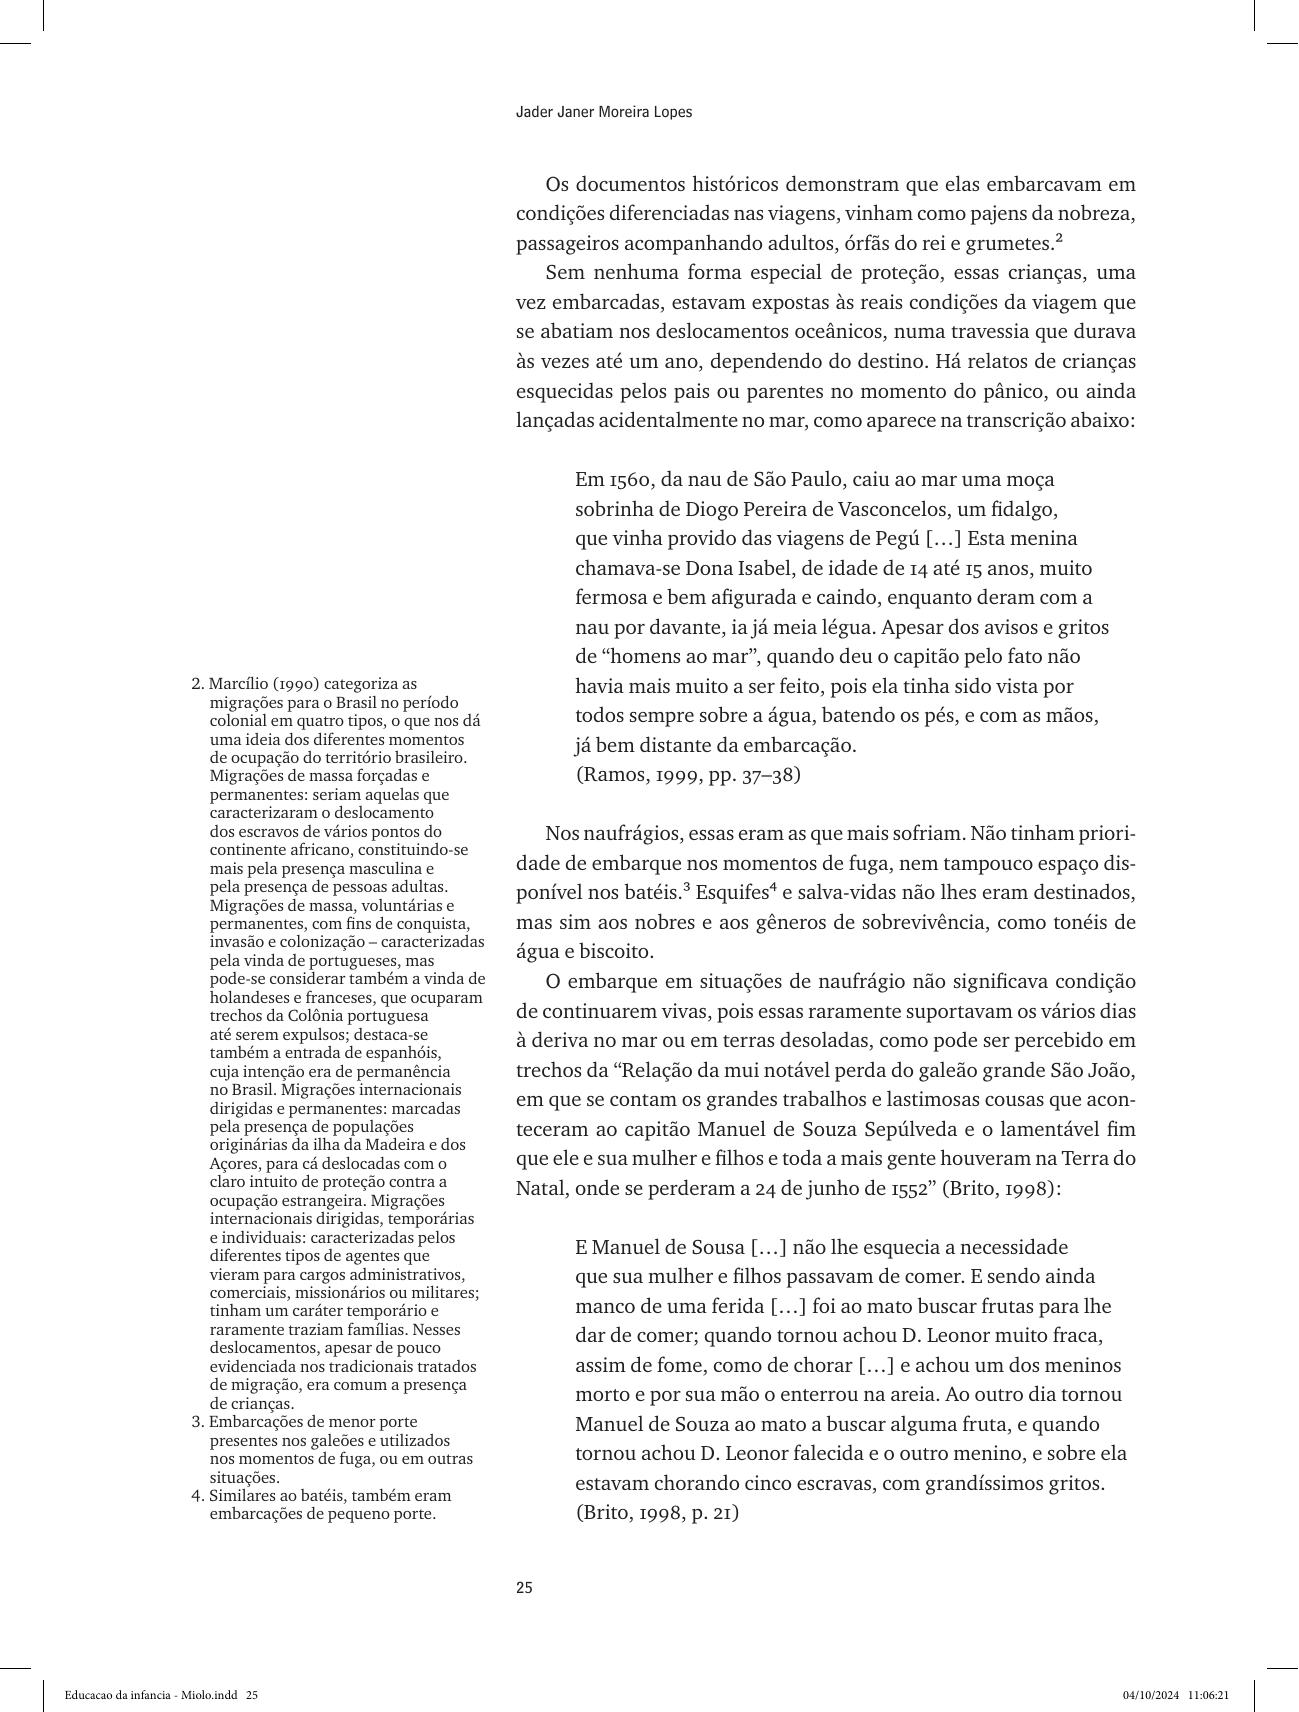 Jader Janer Moreira Lopes
Os documentos históricos demonstram que elas embarcavam em
condições diferenciadas nas viagens, vinham como pajens da nobreza,
passageiros acompanhando adultos, órfãs do rei e grumetes.²
Sem nenhuma forma especial de proteção, essas crianças, uma
vez embarcadas, estavam expostas às reais condições da viagem que
se abatiam nos deslocamentos oceânicos, numa travessia que durava
às vezes até um ano, dependendo do destino. Há relatos de crianças
esquecidas pelos pais ou parentes no momento do pânico, ou ainda
lançadas acidentalmente no mar, como aparece na transcrição abaixo:
Em 1560, da nau de São Paulo, caiu ao mar uma moça
sobrinha de Diogo Pereira de Vasconcelos, um fidalgo,
que vinha provido das viagens de Pegú […] Esta menina
chamava-se Dona Isabel, de idade de 14 até 15 anos, muito
fermosa e bem afigurada e caindo, enquanto deram com a
nau por davante, ia já meia légua. Apesar dos avisos e gritos
de “homens ao mar”, quando deu o capitão pelo fato não
havia mais muito a ser feito, pois ela tinha sido vista por
todos sempre sobre a água, batendo os pés, e com as mãos,
já bem distante da embarcação.
(Ramos, 1999, pp. 37–38)
Nos naufrágios, essas eram as que mais sofriam. Não tinham priori-
dade de embarque nos momentos de fuga, nem tampouco espaço dis-
ponível nos batéis.³ Esquifes⁴ e salva-vidas não lhes eram destinados,
mas sim aos nobres e aos gêneros de sobrevivência, como tonéis de
água e biscoito.
O embarque em situações de naufrágio não significava condição
de continuarem vivas, pois essas raramente suportavam os vários dias
à deriva no mar ou em terras desoladas, como pode ser percebido em
trechos da “Relação da mui notável perda do galeão grande São João,
em que se contam os grandes trabalhos e lastimosas cousas que acon-
teceram ao capitão Manuel de Souza Sepúlveda e o lamentável fim
que ele e sua mulher e filhos e toda a mais gente houveram na Terra do
Natal, onde se perderam a 24 de junho de 1552” (Brito, 1998):
E Manuel de Sousa […] não lhe esquecia a necessidade
que sua mulher e filhos passavam de comer. E sendo ainda
manco de uma ferida […] foi ao mato buscar frutas para lhe
dar de comer; quando tornou achou D. Leonor muito fraca,
assim de fome, como de chorar […] e achou um dos meninos
morto e por sua mão o enterrou na areia. Ao outro dia tornou
Manuel de Souza ao mato a buscar alguma fruta, e quando
tornou achou D. Leonor falecida e o outro menino, e sobre ela
estavam chorando cinco escravas, com grandíssimos gritos.
(Brito, 1998, p. 21)
2. Marcílio (1990) categoriza as
migrações para o Brasil no período
colonial em quatro tipos, o que nos dá
uma ideia dos diferentes momentos
de ocupação do território brasileiro.
Migrações de massa forçadas e
permanentes: seriam aquelas que
caracterizaram o deslocamento
dos escravos de vários pontos do
continente africano, constituindo-se
mais pela presença masculina e
pela presença de pessoas adultas.
Migrações de massa, voluntárias e
permanentes, com fins de conquista,
invasão e colonização – caracterizadas
pela vinda de portugueses, mas
pode-se considerar também a vinda de
holandeses e franceses, que ocuparam
trechos da Colônia portuguesa
até serem expulsos; destaca-se
também a entrada de espanhóis,
cuja intenção era de permanência
no Brasil. Migrações internacionais
dirigidas e permanentes: marcadas
pela presença de populações
originárias da ilha da Madeira e dos
Açores, para cá deslocadas com o
claro intuito de proteção contra a
ocupação estrangeira. Migrações
internacionais dirigidas, temporárias
e individuais: caracterizadas pelos
diferentes tipos de agentes que
vieram para cargos administrativos,
comerciais, missionários ou militares;
tinham um caráter temporário e
raramente traziam famílias. Nesses
deslocamentos, apesar de pouco
evidenciada nos tradicionais tratados
de migração, era comum a presença
de crianças.
3. Embarcações de menor porte
presentes nos galeões e utilizados
nos momentos de fuga, ou em outras
situações.
4. Similares ao batéis, também eram
embarcações de pequeno porte.
25
Educacao da infancia - Miolo.indd 25
04/10/2024 11:06:21